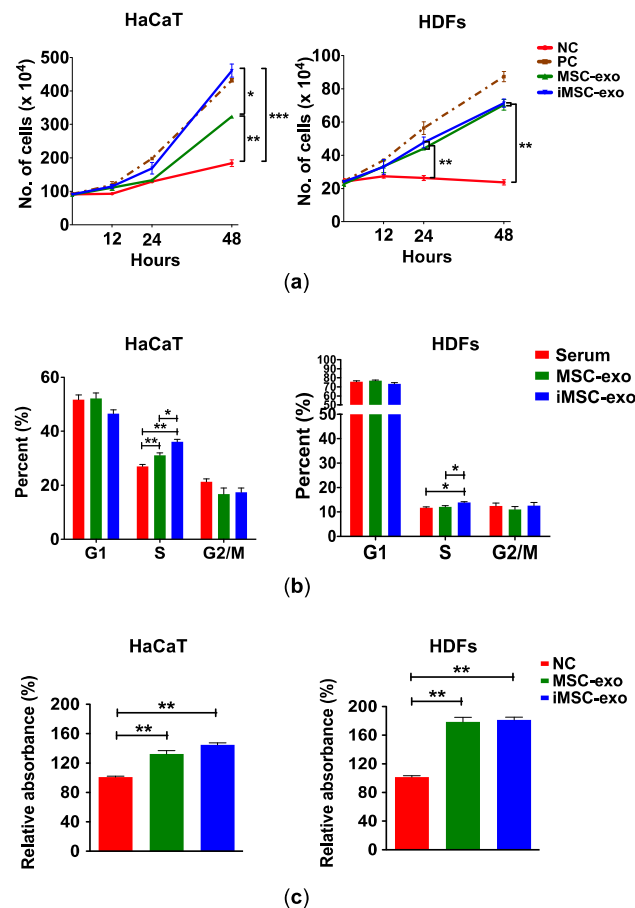 HaCaT
HDFs
No. of cells (x 10⁴)
500
400
300
200
100
0
12
24
48
Hours
*
**
***
No. of cells (x 10⁴)
100
80
60
40
20
0
12
24
48
Hours
**
**
NC
PC
MSC-exo
iMSC-exo
(a)
HaCaT
HDFs
Percent (%)
60
40
20
0
G1
S
G2/M
**
**
*
Percent (%)
90
80
70
60
50
40
30
20
10
0
G1
S
G2/M
*
*
Serum
MSC-exo
iMSC-exo
(b)
HaCaT
HDFs
Relative absorbance (%)
200
160
120
80
40
0
**
**
Relative absorbance (%)
200
160
120
80
40
0
**
**
NC
MSC-exo
iMSC-exo
(c)